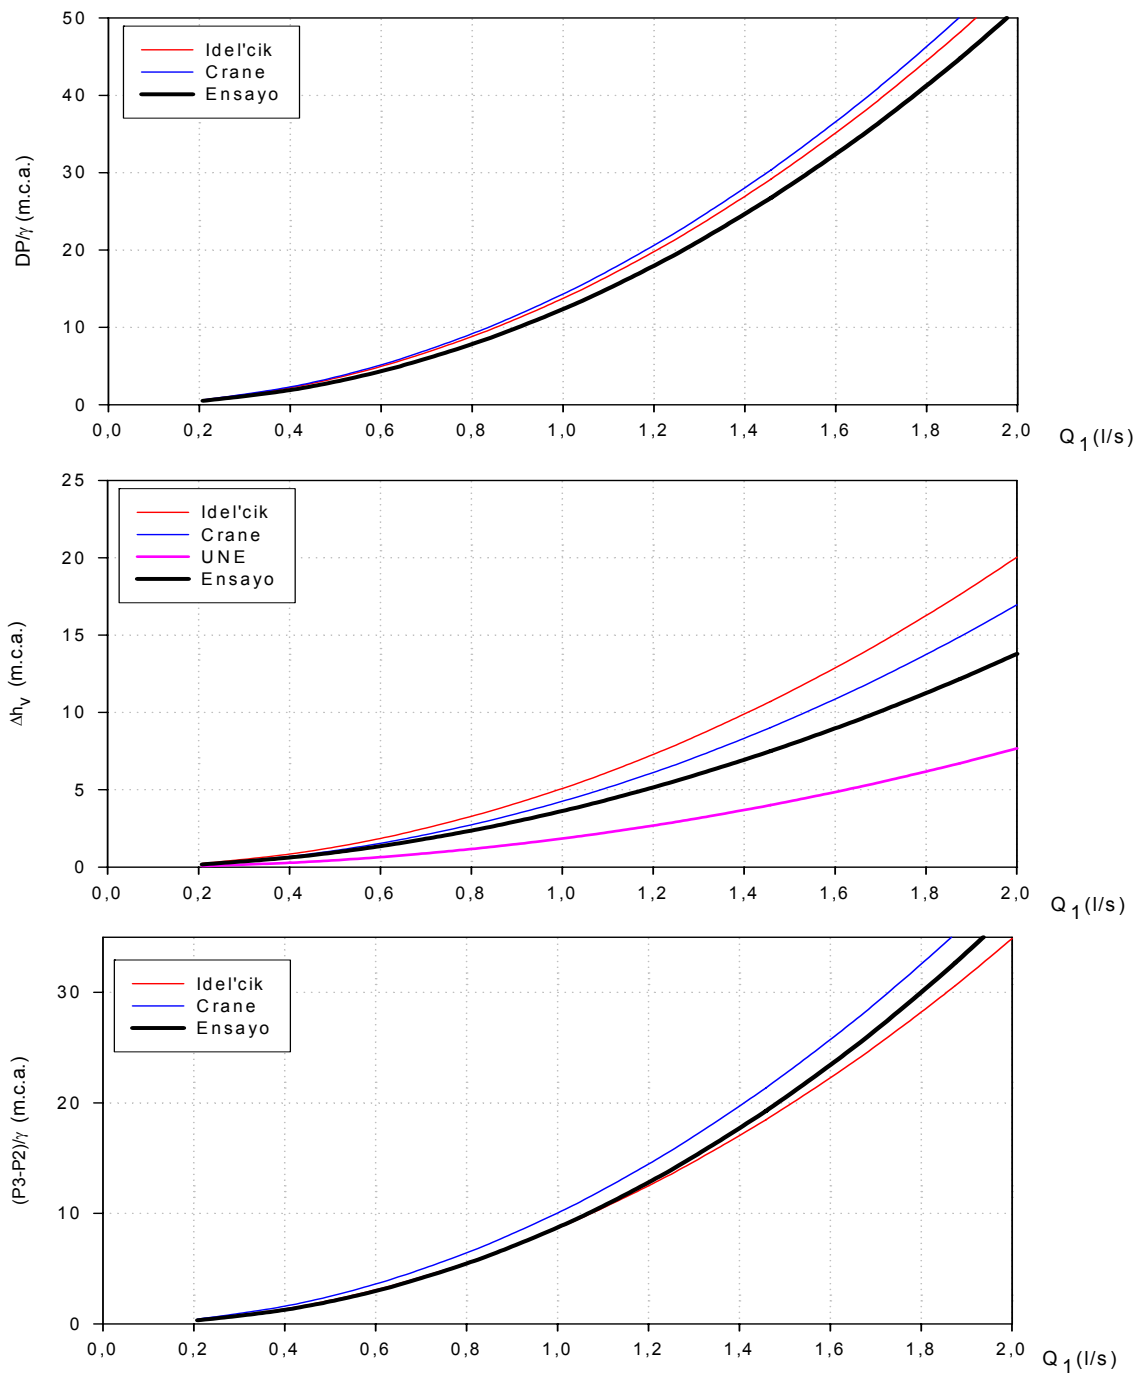 50
40
30
20
10
0
DP/γ (m.c.a.)
Idel'cik
Crane
Ensayo
0,0 0,2 0,4 0,6 0,8 1,0 1,2 1,4 1,6 1,8 2,0
Q1 (l/s)
25
20
15
10
5
0
Δhv (m.c.a.)
Idel'cik
Crane
UNE
Ensayo
0,0 0,2 0,4 0,6 0,8 1,0 1,2 1,4 1,6 1,8 2,0
Q1 (l/s)
30
20
10
0
(P3-P2)/γ (m.c.a.)
Idel'cik
Crane
Ensayo
0,0 0,2 0,4 0,6 0,8 1,0 1,2 1,4 1,6 1,8 2,0
Q1 (l/s)